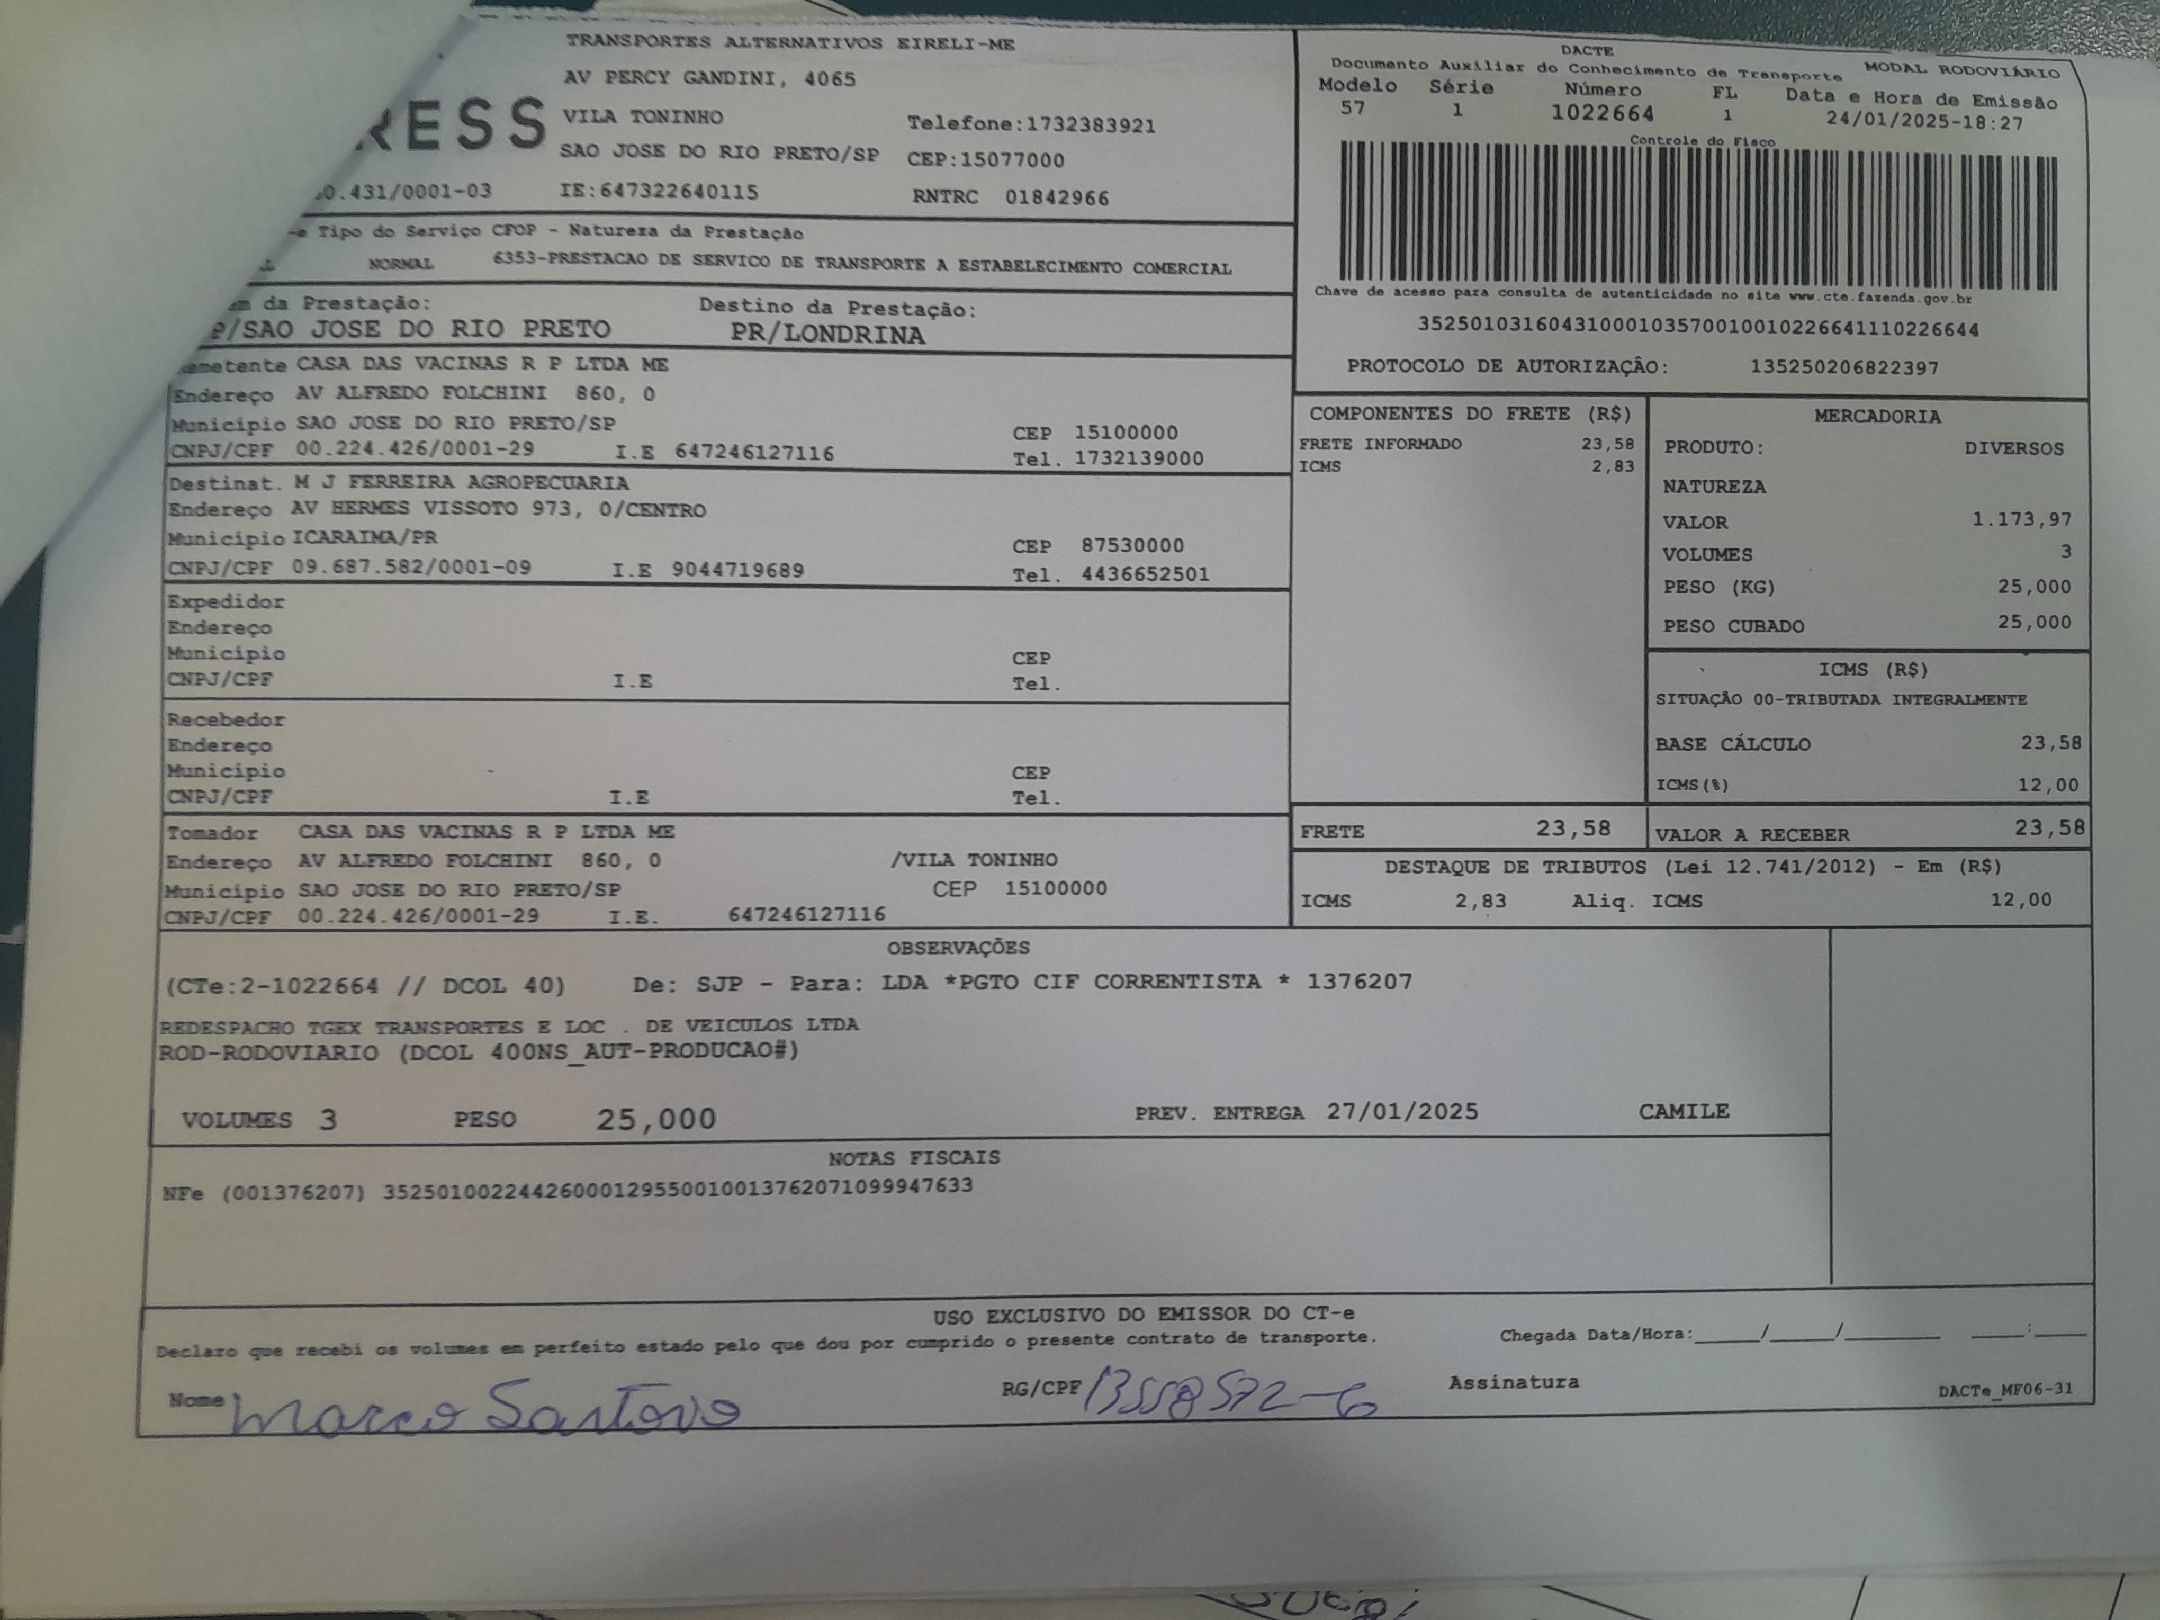 TRANSPORTES ALTERNATIVOS EIRELI-ME
AV PERCY GANDINI, 4065
RESS VILA TONINHO Telefone:1732383921
SAO JOSE DO RIO PRETO/SP CEP:15077000
0.431/0001-03 IE:647322640115 RNTRC 01842966
DACTE
Documento Auxiliar do Conhecimento de Transporte MODAL RODOVIÁRIO
Modelo Série Número FL Data e Hora de Emissão
57 1 1022664 1 24/01/2025-18:27
Controle do Fisco
Chave de acesso para consulta de autenticidade no site www.cte.fazenda.gov.br
35250103160431000103570010010226641110226644
PROTOCOLO DE AUTORIZAÇÃO: 135250206822397
-e Tipo do Serviço CFOP - Natureza da Prestação
NORMAL 6353-PRESTACAO DE SERVICO DE TRANSPORTE A ESTABELECIMENTO COMERCIAL
em da Prestação: Destino da Prestação:
P/SAO JOSE DO RIO PRETO PR/LONDRINA
emetente CASA DAS VACINAS R P LTDA ME
Endereço AV ALFREDO FOLCHINI 860, 0
Município SAO JOSE DO RIO PRETO/SP CEP 15100000
CNPJ/CPF 00.224.426/0001-29 I.E 647246127116 Tel. 1732139000
Destinat. M J FERREIRA AGROPECUARIA
Endereço AV HERMES VISSOTO 973, 0/CENTRO
Município ICARAIMA/PR CEP 87530000
CNPJ/CPF 09.687.582/0001-09 I.E 9044719689 Tel. 4436652501
Expedidor
Endereço
Município CEP
CNPJ/CPF I.E Tel.
Recebedor
Endereço
Município CEP
CNPJ/CPF I.E Tel.
Tomador CASA DAS VACINAS R P LTDA ME
Endereço AV ALFREDO FOLCHINI 860, 0 /VILA TONINHO
Município SAO JOSE DO RIO PRETO/SP CEP 15100000
CNPJ/CPF 00.224.426/0001-29 I.E. 647246127116
COMPONENTES DO FRETE (R$)
FRETE INFORMADO 23,58
ICMS 2,83
MERCADORIA
PRODUTO: DIVERSOS
NATUREZA
VALOR 1.173,97
VOLUMES 3
PESO (KG) 25,000
PESO CUBADO 25,000
ICMS (R$)
SITUAÇÃO 00-TRIBUTADA INTEGRALMENTE
BASE CÁLCULO 23,58
ICMS(%) 12,00
FRETE 23,58 VALOR A RECEBER 23,58
DESTAQUE DE TRIBUTOS (Lei 12.741/2012) - Em (R$)
ICMS 2,83 Aliq. ICMS 12,00
OBSERVAÇÕES
(CTe:2-1022664 // DCOL 40) De: SJP - Para: LDA *PGTO CIF CORRENTISTA * 1376207
REDESPACHO TGEX TRANSPORTES E LOC . DE VEICULOS LTDA
ROD-RODOVIARIO (DCOL 400NS_AUT-PRODUCAO#)
VOLUMES 3 PESO 25,000 PREV. ENTREGA 27/01/2025 CAMILE
NOTAS FISCAIS
NFe (001376207) 35250100224426000129550010013762071099947633
USO EXCLUSIVO DO EMISSOR DO CT-e
Declaro que recebi os volumes em perfeito estado pelo que dou por cumprido o presente contrato de transporte. Chegada Data/Hora:_____/_____/________ ____:____
Nome Marco Santovo RG/CPF 13558572-6 Assinatura DACTe_MF06-31